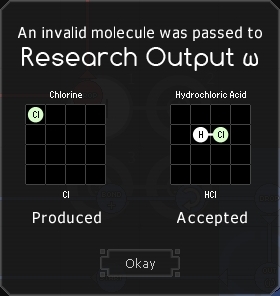 An invalid molecule was passed to
Research Output ω
Chlorine
Hydrochloric Acid
Cl
H Cl
Cl
HCl
Produced
Accepted
Okay